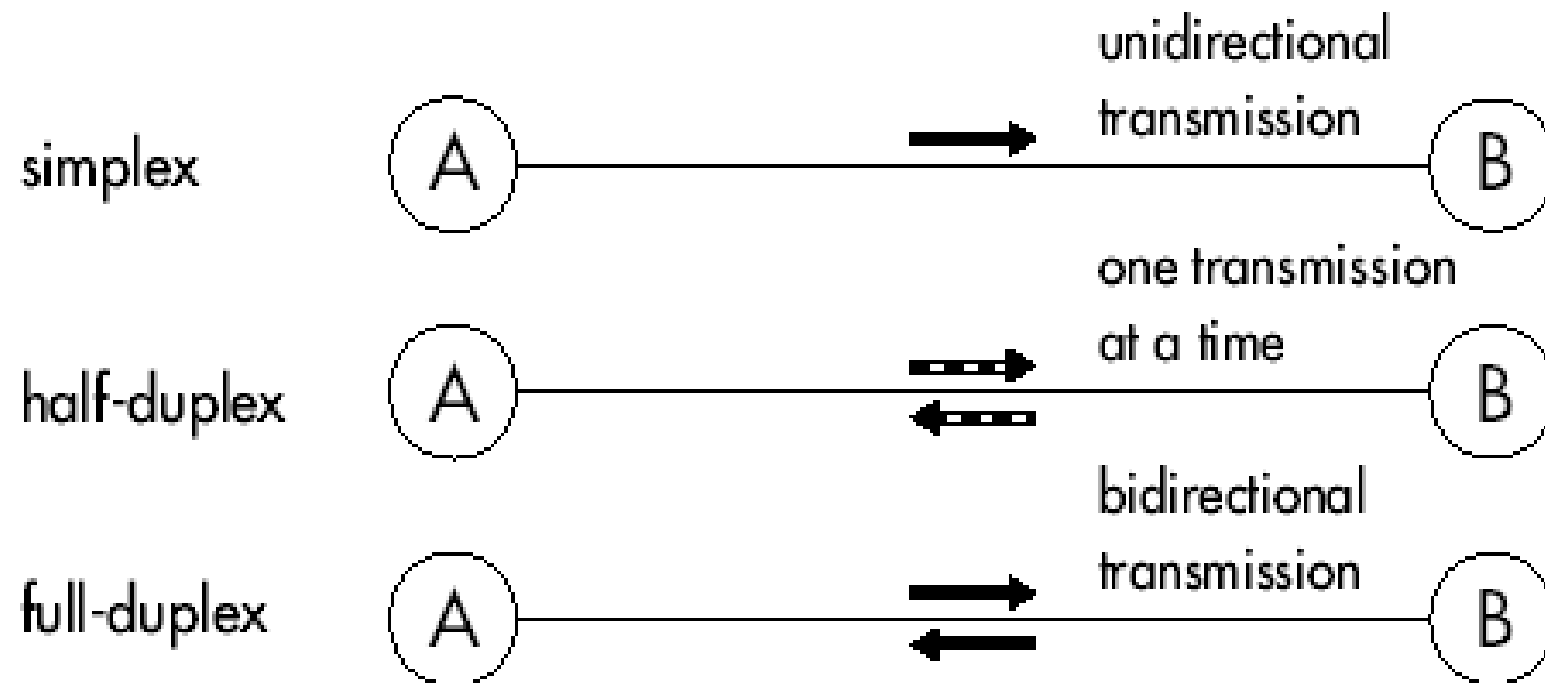 unidirectional
transmission
simplex
A
B
one transmission
at a time
half-duplex
A
B
bidirectional
transmission
full-duplex
A
B